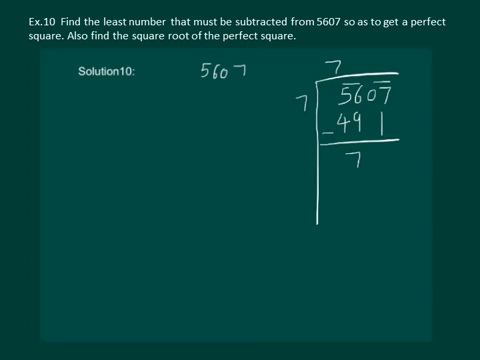 Ex.10 Find the least number that must be subtracted from 5607 so as to get a perfect
square. Also find the square root of the perfect square.
Solution10:
5607
7
7 5607
- 49
7